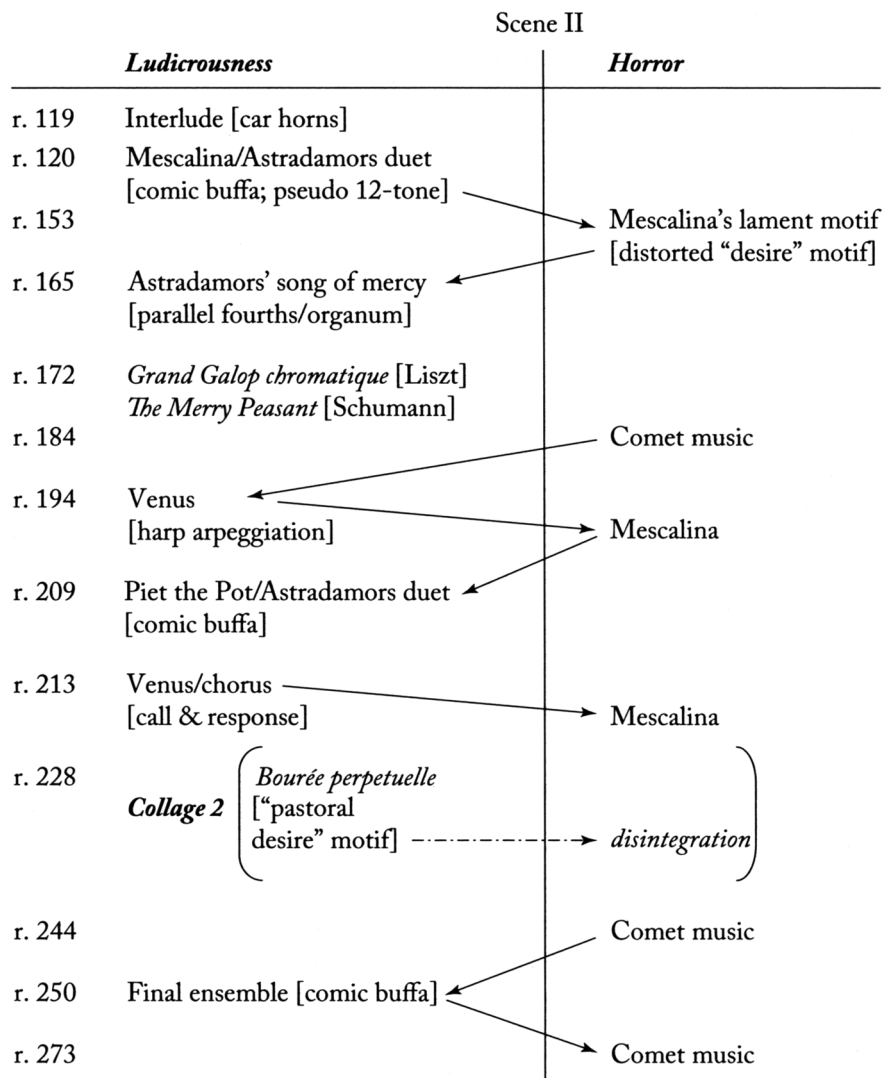 Scene II
Ludicrousness Horror
r. 119 Interlude [car horns]
r. 120 Mescalina/Astradamors duet
[comic buffa; pseudo 12-tone]
r. 153 Mescalina's lament motif
[distorted “desire” motif]
r. 165 Astradamors' song of mercy
[parallel fourths/organum]
r. 172 Grand Galop chromatique [Liszt]
The Merry Peasant [Schumann]
r. 184 Comet music
r. 194 Venus
[harp arpeggiation] Mescalina
r. 209 Piet the Pot/Astradamors duet
[comic buffa]
r. 213 Venus/chorus
[call & response] Mescalina
r. 228 Bourée perpetuelle
Collage 2 [“pastoral
desire” motif] disintegration
r. 244 Comet music
r. 250 Final ensemble [comic buffa]
r. 273 Comet music